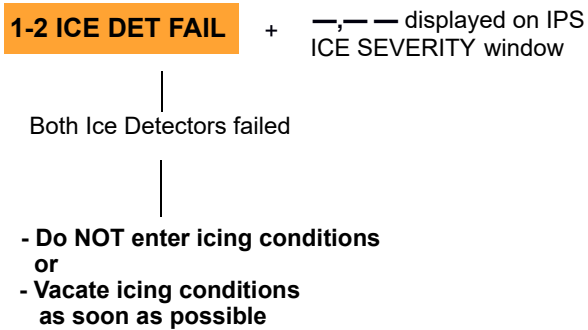 1-2 ICE DET FAIL + —,— — displayed on IPS
ICE SEVERITY window
Both Ice Detectors failed
- Do NOT enter icing conditions
or
- Vacate icing conditions
as soon as possible